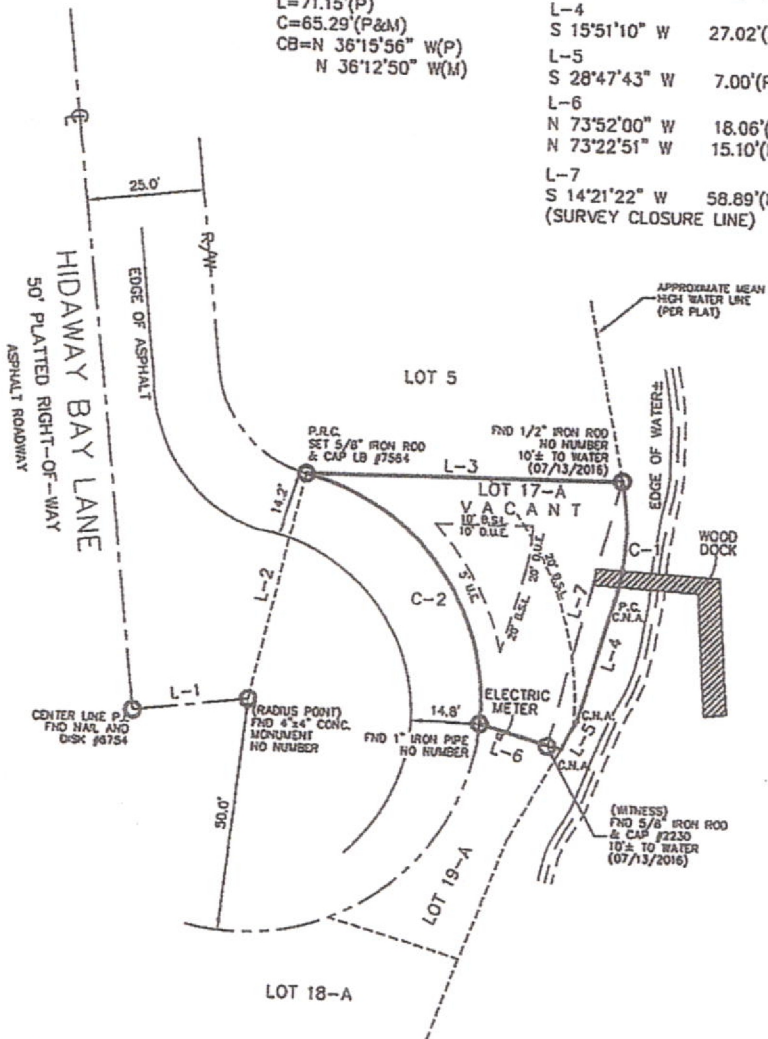 L=71.15'(P)
C=65.29'(P&M)
CB=N 36°15'56" W(P)
N 36°12'50" W(M)
L-4
S 15°51'10" W 27.02'(
L-5
S 28°47'43" W 7.00'(
L-6
N 73°52'00" W 18.06'(
N 73°22'51" W 15.10'(
L-7
S 14°21'22" W 58.89'(
(SURVEY CLOSURE LINE)
25.0'
R/W
EDGE OF ASPHALT
HIDAWAY BAY LANE
50' PLATTED RIGHT-OF-WAY
ASPHALT ROADWAY
APPROXIMATE MEAN
HIGH WATER LINE
(PER PLAT)
LOT 5
EDGE OF WATER±
P.R.C.
SET 5/8" IRON ROD
& CAP LB #7564
FND 1/2" IRON ROD
NO NUMBER
10'± TO WATER
(07/13/2016)
L-3
LOT 17-A
VACANT
10' B.S.L.
10' D.U.E.
5' U.E.
20' D.U.E.
20' B.S.L.
20' B.S.L.
14.2'
L-2
C-2
C-1
WOOD
DOCK
L-7
P.C.
C.N.A.
L-4
L-1
CENTER LINE P.I.
FND NAIL AND
DISK #6754
(RADIUS POINT)
FND 4"x4" CONC.
MONUMENT
NO NUMBER
14.8'
ELECTRIC
METER
FND 1" IRON PIPE
NO NUMBER
L-6
C.N.A.
L-5
C.N.A.
50.0'
(WITNESS)
FND 5/8" IRON ROD
& CAP #2230
10'± TO WATER
(07/13/2016)
LOT 19-A
LOT 18-A